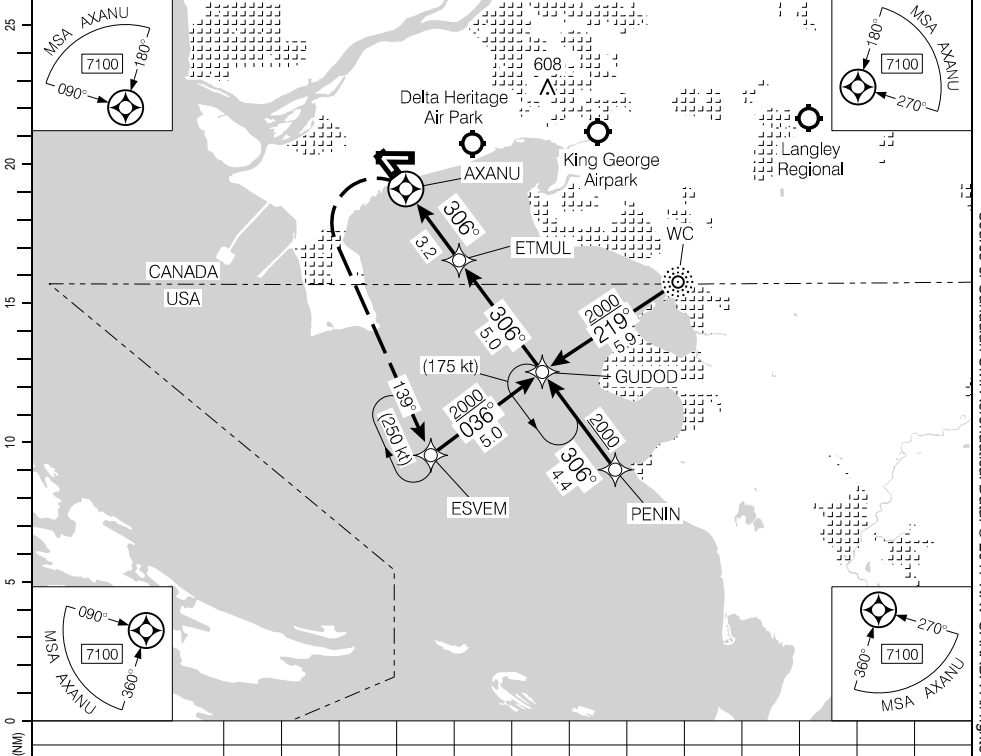 25
MSA AXANU
7100
180°
090°
MSA AXANU
7100
180°
270°
608
Delta Heritage
Air Park
King George
Airpark
Langley
Regional
20
AXANU
306°
3.2
ETMUL
WC
CANADA
USA
15
306°
5.0
2000
219°
5.9
(175 kt)
GUDOD
139°
(250 kt)
2000
036°
5.0
2000
306°
4.4
10
ESVEM
PENIN
5
090°
7100
MSA AXANU
360°
270°
7100
360°
MSA AXANU
0
(NM)